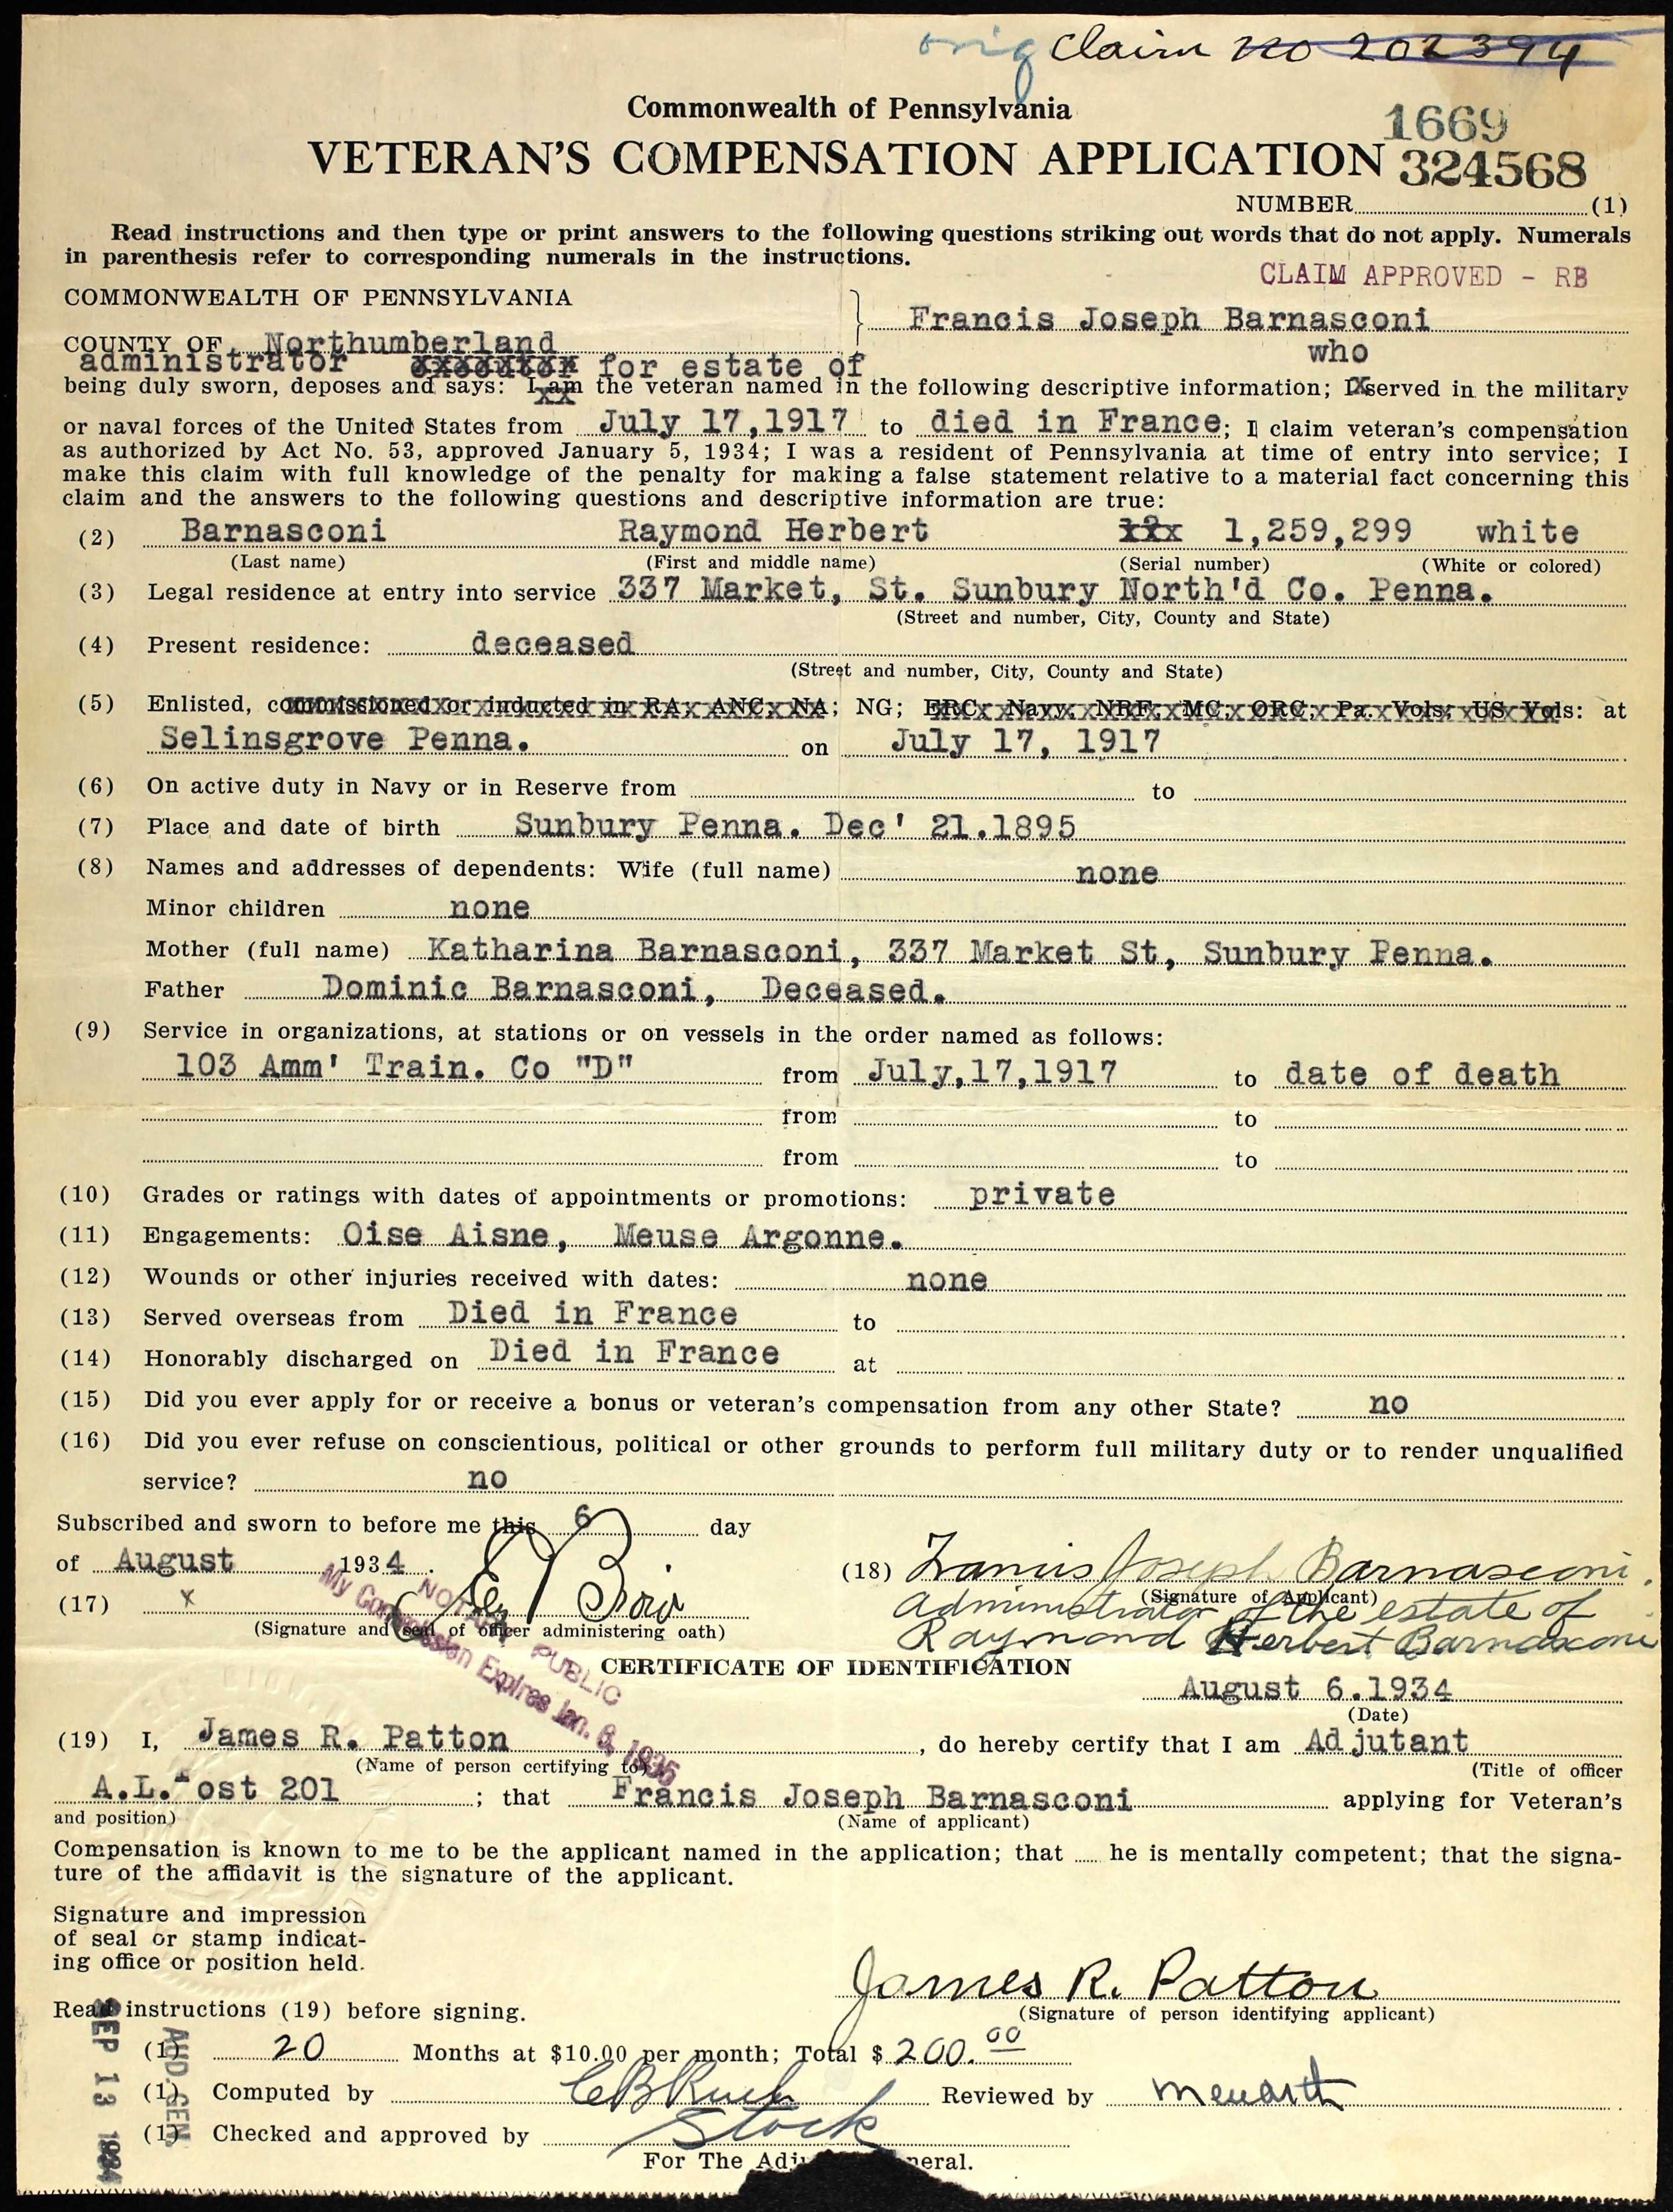 orig Claim no 202394
Commonwealth of Pennsylvania
1669
VETERAN'S COMPENSATION APPLICATION 324568
NUMBER (1)
Read instructions and then type or print answers to the following questions striking out words that do not apply. Numerals
in parenthesis refer to corresponding numerals in the instructions.
CLAIM APPROVED - RB
COMMONWEALTH OF PENNSYLVANIA
Francis Joseph Barnasconi
COUNTY OF Northumberland
administrator executor for estate of who
being duly sworn, deposes and says: I am the veteran named in the following descriptive information; I served in the military
or naval forces of the United States from July 17,1917 to died in France; I claim veteran's compensation
as authorized by Act No. 53, approved January 5, 1934; I was a resident of Pennsylvania at time of entry into service; I
make this claim with full knowledge of the penalty for making a false statement relative to a material fact concerning this
claim and the answers to the following questions and descriptive information are true:
(2) Barnasconi Raymond Herbert 1,259,299 white
(Last name) (First and middle name) (Serial number) (White or colored)
(3) Legal residence at entry into service 337 Market, St. Sunbury North'd Co. Penna.
(Street and number, City, County and State)
(4) Present residence: deceased
(Street and number, City, County and State)
(5) Enlisted, commissioned or inducted in RA; ANC; NA; NG; ERC; Navy; NRF; MC; ORC; Pa. Vols; US Vols: at
Selinsgrove Penna. on July 17, 1917
(6) On active duty in Navy or in Reserve from to
(7) Place and date of birth Sunbury Penna. Dec' 21.1895
(8) Names and addresses of dependents: Wife (full name) none
Minor children none
Mother (full name) Katharina Barnasconi, 337 Market St, Sunbury Penna.
Father Dominic Barnasconi, Deceased.
(9) Service in organizations, at stations or on vessels in the order named as follows:
103 Amm' Train. Co "D" from July,17,1917 to date of death
from to
from to
(10) Grades or ratings with dates of appointments or promotions: private
(11) Engagements: Oise Aisne, Meuse Argonne.
(12) Wounds or other injuries received with dates: none
(13) Served overseas from Died in France to
(14) Honorably discharged on Died in France at
(15) Did you ever apply for or receive a bonus or veteran's compensation from any other State? no
(16) Did you ever refuse on conscientious, political or other grounds to perform full military duty or to render unqualified
service? no
Subscribed and sworn to before me this 6 day
of August 1934.
(18) Francis Joseph Barnasconi.
(Signature of Applicant)
(17) x
Administrator of the estate of
(Signature and seal of officer administering oath)
Raymond Herbert Barnasconi
NOTARY PUBLIC
My Commission Expires Jan. 6, 1935
CERTIFICATE OF IDENTIFICATION
August 6.1934
(Date)
(19) I, James R. Patton, do hereby certify that I am Adjutant
(Name of person certifying to) (Title of officer
A.L. Post 201; that Francis Joseph Barnasconi applying for Veteran's
and position) (Name of applicant)
Compensation is known to me to be the applicant named in the application; that he is mentally competent; that the signa-
ture of the affidavit is the signature of the applicant.
Signature and impression
of seal or stamp indicat-
ing office or position held.
James R. Patton
Read instructions (19) before signing.
(Signature of person identifying applicant)
(1) 20 Months at $10.00 per month; Total $ 200.00
(1) Computed by Reviewed by
(1) Checked and approved by Stock
For The Adju neral.
ADD. GEN.
SEP 13 1934